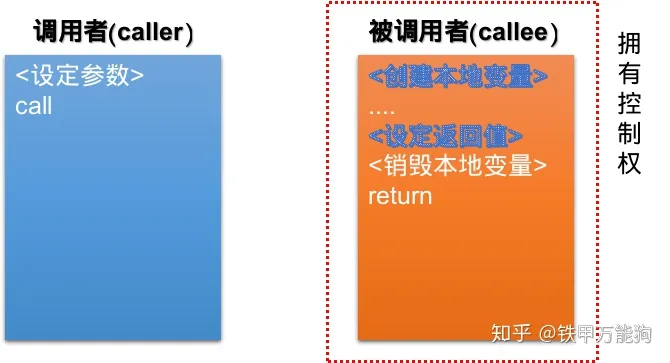 调用者(caller)
<设定参数>
call
被调用者(callee)
<创建本地变量>
....
<设定返回值>
<销毁本地变量>
return
拥有控制权
知乎 @铁甲万能狗